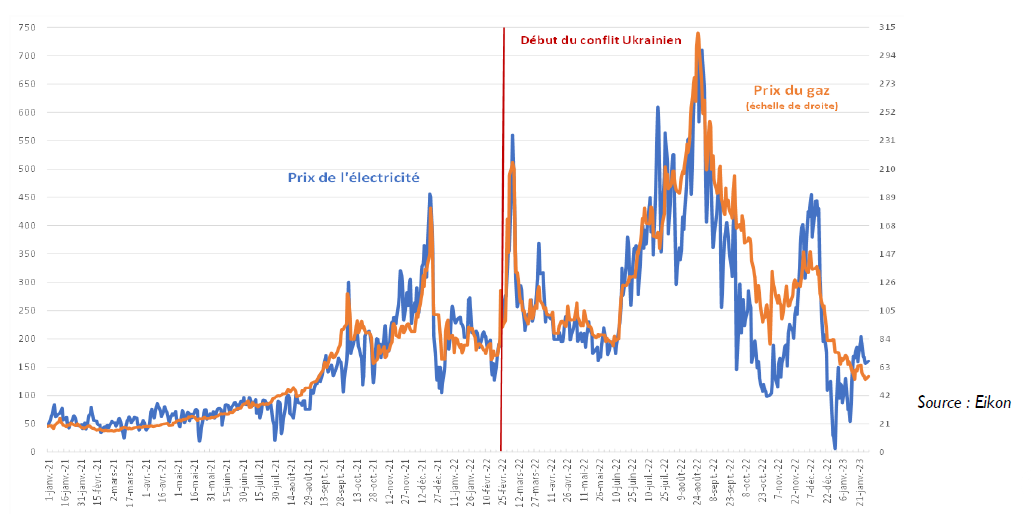 750
700
650
600
550
500
450
400
350
300
250
200
150
100
50
0
Début du conflit Ukrainien
Prix du gaz
(échelle de droite)
Prix de l'électricité
315
294
273
252
231
210
189
168
147
126
105
84
63
42
21
0
Source : Eikon
1-janv.-21
16-janv.-21
31-janv.-21
15-févr.-21
2-mars-21
17-mars-21
1-avr.-21
16-avr.-21
1-mai-21
16-mai-21
31-mai-21
15-juin-21
30-juin-21
15-juil.-21
30-juil.-21
14-août-21
29-août-21
13-sept.-21
28-sept.-21
13-oct.-21
28-oct.-21
12-nov.-21
27-nov.-21
12-déc.-21
27-déc.-21
11-janv.-22
26-janv.-22
10-févr.-22
25-févr.-22
12-mars-22
27-mars-22
11-avr.-22
26-avr.-22
11-mai-22
26-mai-22
10-juin-22
25-juin-22
10-juil.-22
25-juil.-22
9-août-22
24-août-22
8-sept.-22
23-sept.-22
8-oct.-22
23-oct.-22
7-nov.-22
22-nov.-22
7-déc.-22
22-déc.-22
6-janv.-23
21-janv.-23